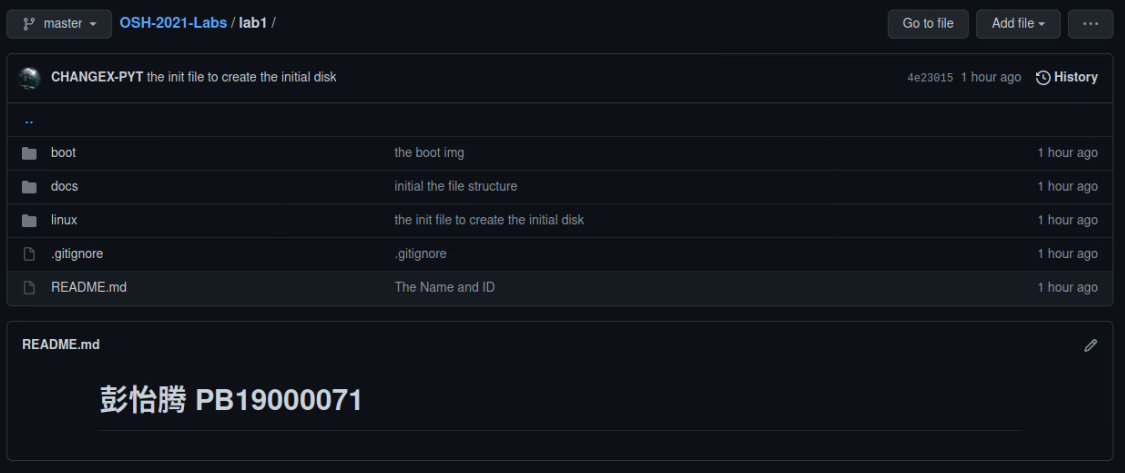 master OSH-2021-Labs / lab1 / Go to file Add file ...
CHANGEX-PYT the init file to create the initial disk 4e23015 1 hour ago History
..
boot the boot img 1 hour ago
docs initial the file structure 1 hour ago
linux the init file to create the initial disk 1 hour ago
.gitignore .gitignore 1 hour ago
README.md The Name and ID 1 hour ago
README.md
彭怡腾 PB19000071